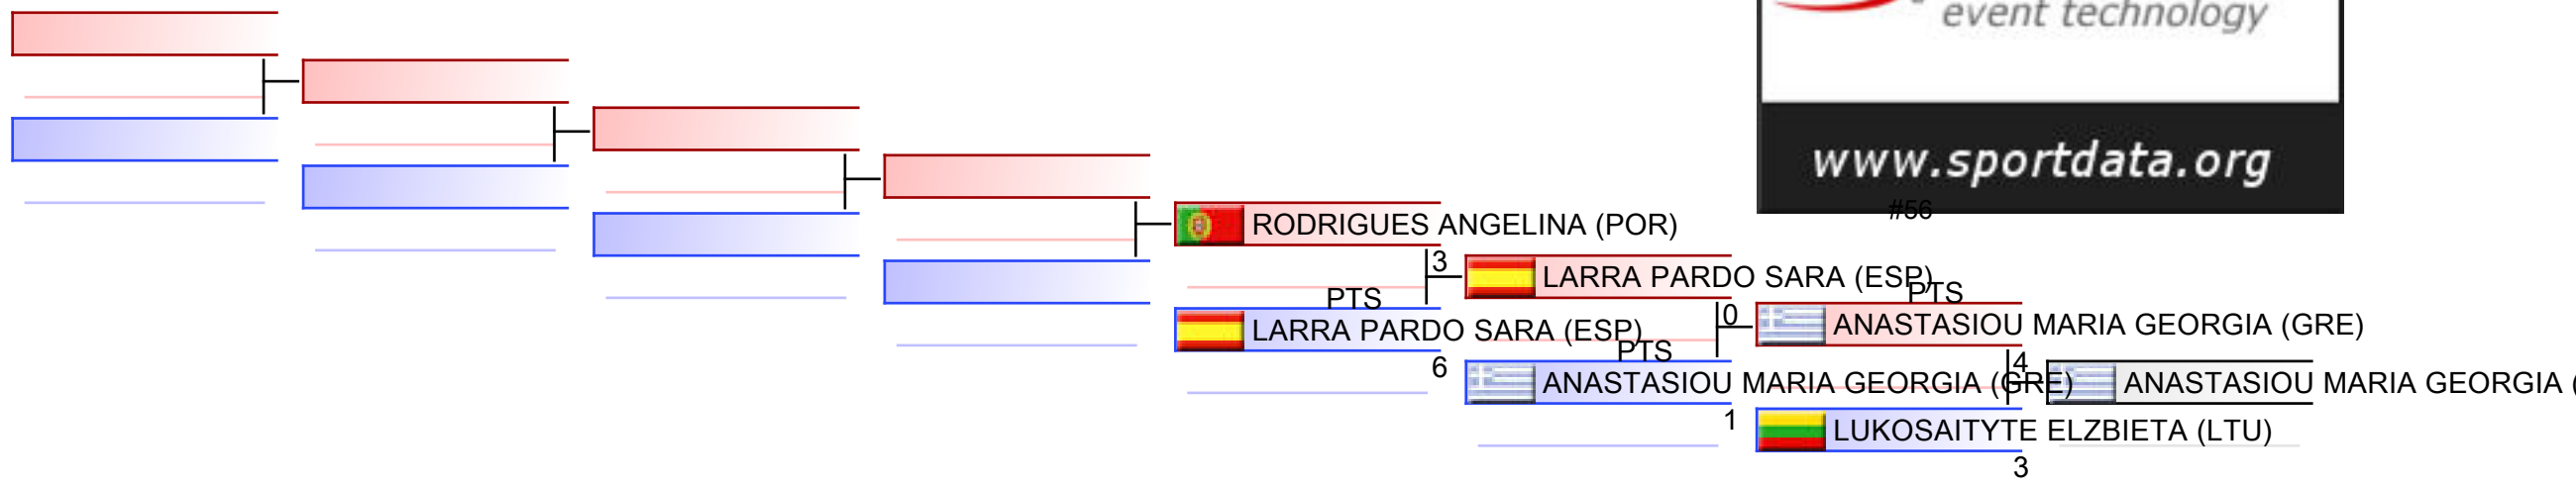 event technology
www.sportdata.org
#56
RODRIGUES ANGELINA (POR)
3
LARRA PARDO SARA (ESP)
PTS
PTS
LARRA PARDO SARA (ESP)
0
ANASTASIOU MARIA GEORGIA (GRE)
PTS
6
ANASTASIOU MARIA GEORGIA (GRE)
4
ANASTASIOU MARIA GEORGIA (
1
LUKOSAITYTE ELZBIETA (LTU)
3